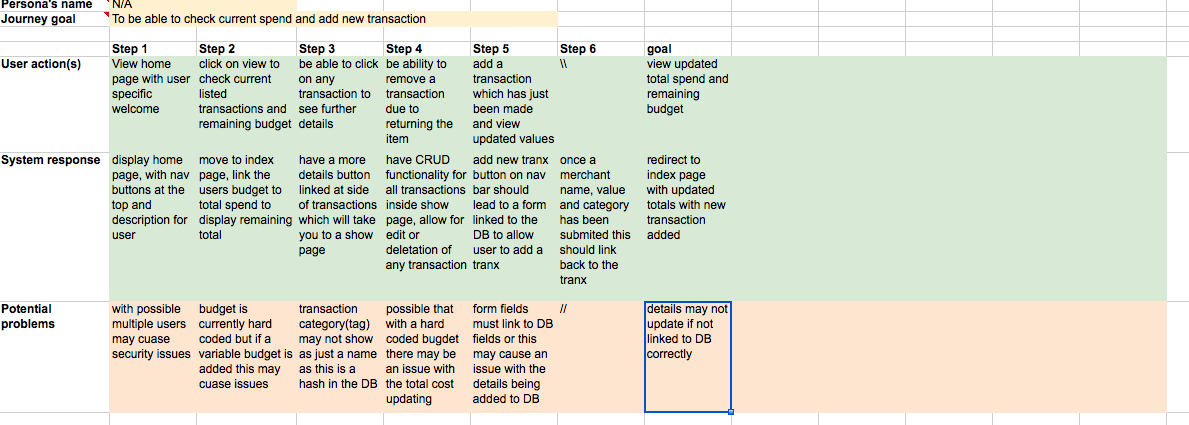 Persona's name N/A
Journey goal To be able to check current spend and add new transaction
Step 1 Step 2 Step 3 Step 4 Step 5 Step 6 goal
User action(s)
View home
page with user
specific
welcome
click on view to
check current
listed
transactions and
remaining budget
be able to click
on any
transaction to
see further
details
be ability to
remove a
transaction
due to
returning the
item
add a
transaction
which has just
been made
and view
updated values
\\
view updated
total spend and
remaining
budget
System response
display home
page, with nav
buttons at the
top and
description for
user
move to index
page, link the
users budget to
total spend to
display remaining
total
have a more
details button
linked at side
of transactions
which will take
you to a show
page
have CRUD
functionality for
all transactions
inside show
page, allow for
edit or
deletation of
any transaction
add new tranx
button on nav
bar should
lead to a form
linked to the
DB to allow
user to add a
tranx
once a
merchant
name, value
and category
has been
submited this
should link
back to the
tranx
redirect to
index page
with updated
totals with new
transaction
added
Potential
problems
with possible
multiple users
may cuase
security issues
budget is
currently hard
coded but if a
variable budget is
added this may
cuase issues
transaction
category(tag)
may not show
as just a name
as this is a
hash in the DB
possible that
with a hard
coded bugdet
there may be
an issue with
the total cost
updating
form fields
must link to DB
fields or this
may cause an
issue with the
details being
added to DB
//
details may not
update if not
linked to DB
correctly